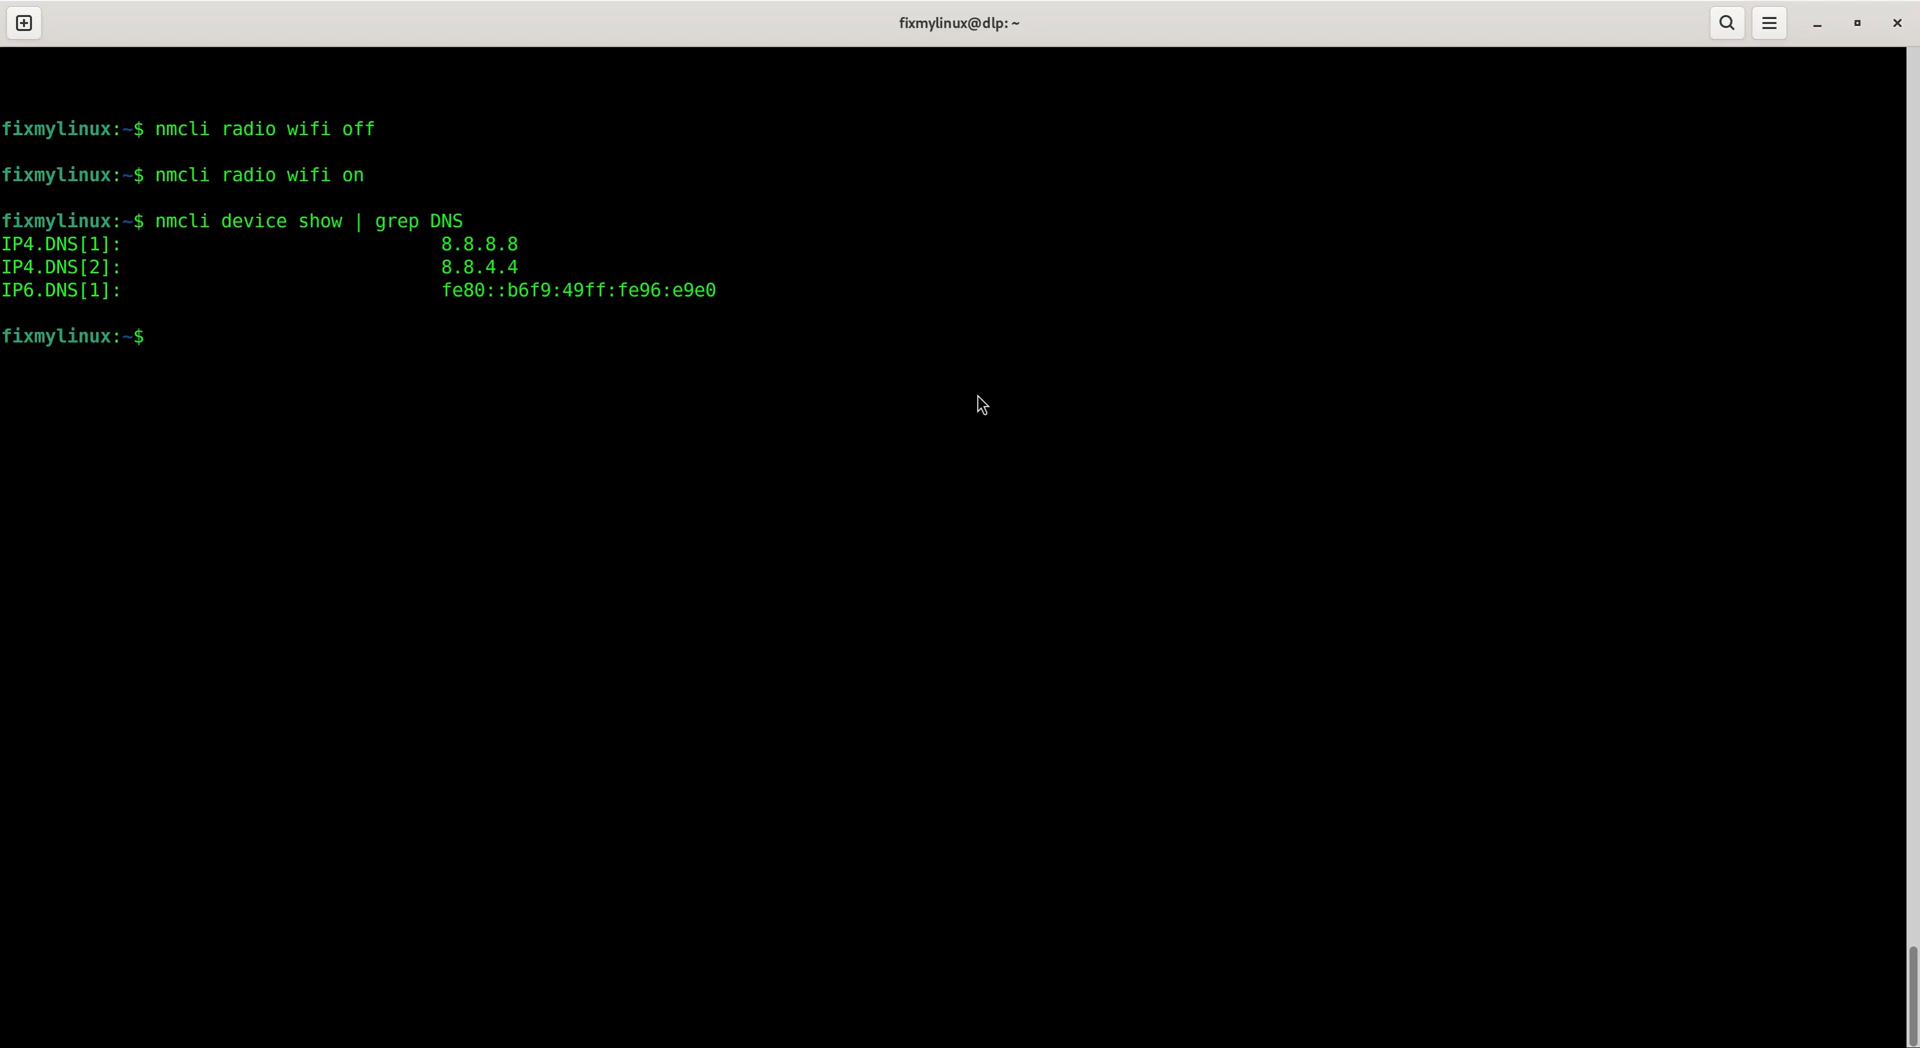 fixmylinux@dlp: ~
fixmylinux:~$ nmcli radio wifi off
fixmylinux:~$ nmcli radio wifi on
fixmylinux:~$ nmcli device show | grep DNS
IP4.DNS[1]:                             8.8.8.8
IP4.DNS[2]:                             8.8.4.4
IP6.DNS[1]:                             fe80::b6f9:49ff:fe96:e9e0
fixmylinux:~$